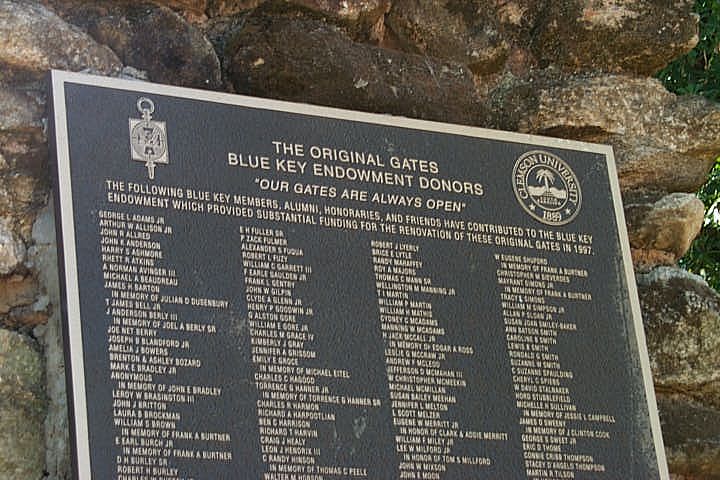 THE ORIGINAL GATES
BLUE KEY ENDOWMENT DONORS
"OUR GATES ARE ALWAYS OPEN"
CLEMSON UNIVERSITY
1889
THE FOLLOWING BLUE KEY MEMBERS, ALUMNI, HONORARIES, AND FRIENDS HAVE CONTRIBUTED TO THE BLUE KEY
ENDOWMENT WHICH PROVIDED SUBSTANTIAL FUNDING FOR THE RENOVATION OF THESE ORIGINAL GATES IN 1997.
GEORGE L ADAMS JR
ARTHUR W ALLISON JR
JOHN R ALLRED
JOHN K ANDERSON
HARRY S ASHMORE
RHETT R ATKINS
A NORMAN AVINGER III
MICHAEL A BAUDREAU
JAMES H BARTON
IN MEMORY OF JULIAN D DUSENBURY
T JAMES BELL JR
J ANDERSON BERLY III
IN MEMORY OF JOEL A BERLY SR
JOE NET BERRY
JOSEPH B BLANDFORD JR
AMELIA J BOWERS
BRENTON & ASHLEY BOZARD
MARK E BRADLEY JR
ANONYMOUS
IN MEMORY OF JOHN E BRADLEY
LEROY W BRASINGTON III
JOHN J BRITTON
LAURA B BROCKMAN
WILLIAM S BROWN
IN MEMORY OF FRANK A BURTNER
E EARL BURCH JR
IN MEMORY OF FRANK A BURTNER
D H BURLEY SR
ROBERT H BURLEY
E H FULLER SR
P ZACK FULMER
ALEXANDER S FUQUA
ROBERT L FUZY
WILLIAM C GARRETT III
F EARLE GAULDEN JR
FRANK L GENTRY
JOHN W GILPIN
CLYDE A GLENN JR
HENRY P GOODWIN JR
G ALSTON GORE
WILLIAM E GORE JR
CHARLES M GRACE IV
KIMBERLY J GRAY
JENNIFER A GRISSOM
EMILY E GROCE
IN MEMORY OF MICHAEL EITEL
CHARLES C HAGOOD
TORRENCE G HANNER JR
IN MEMORY OF TORRENCE G HANNER SR
CHARLES B HARMON
RICHARD A HAROOTLIAN
BEN C HARRISON
RICHARD T HARVIN
CRAIG J HEALY
LEON J HENDRIX III
C RANDY HINSON
IN MEMORY OF THOMAS C PEELE
WALTER M HOBSON
ROBERT J LYERLY
BRICE E LYTLE
J RANDY MAHAFFEY
ROY A MAJORS
THOMAS C MANN SR
WELLINGTON M MANNING JR
T MARTIN
WILLIAM P MARTIN
WILLIAM H MATHIS
CYDNEY C MCADAMS
MANNING W MCADAMS
H JACK MCCALL JR
IN MEMORY OF EDGAR A ROSS
LESLIE G MCCRAW JR
ANDREW F MCLEOD
JEFFERSON D MCMAHAN III
W CHRISTOPHER MCMEEKIN
PAUL W MCMILLAN
SUSAN BAILEY MEEHAN
JENNIFER L MELTON
L SCOTT MILLER
EUGENE W MERRITT JR
IN HONOR OF CLARK & ADDIE MERRITT
WILLIAM F MILEY JR
LEE W MILFORD JR
IN HONOR OF TOM S MILLFORD
JOHN W MIXSON
JOHN E MOON
W EUGENE SHUFORD
IN MEMORY OF FRANK A BURTNER
CHRISTOPHER W SIEVERDES
MAYRANT SIMONS JR
IN MEMORY OF FRANK A BURTNER
TRACY SIMONS
WILLIAM H SIMPSON JR
ALLAN P SLOAN JR
SUSAN JOAN SMILEY-BAKER
ANN BATSON SMITH
CAROLINE B SMITH
MARK B SMITH
RONALD G SMITH
WILLIAM R SMITH
C SUZANNE SPAULDING
CHERYL C SPIERS
W DAVID STALNAKER
HORD STUBBLEFIELD
MICHELLE H SULLIVAN
IN MEMORY OF JESSIE L CAMPBELL
JAMES D SWEENY
IN MEMORY OF J CLINTON COOK
GEORGE S SWEET JR
ERIC D THOME
CONNIE CRIBB THOMPSON
STACEY D'ANGELO THOMPSON
MARTIN R TILSON